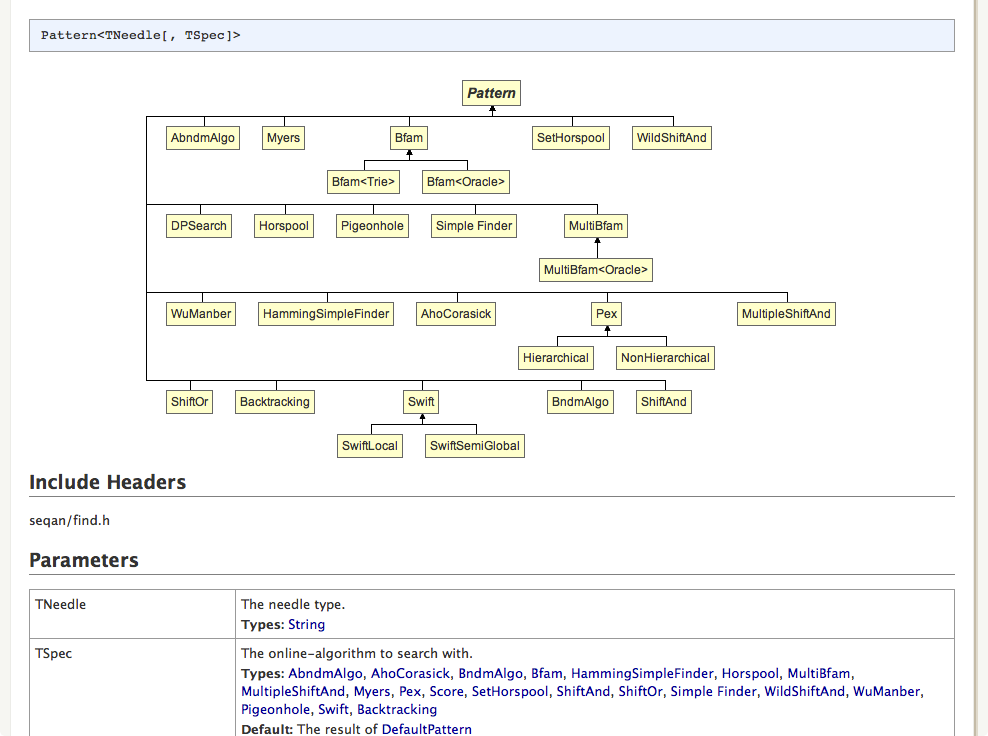 Pattern<TNeedle[, TSpec]>
Pattern
AbndmAlgo Myers Bfam SetHorspool WildShiftAnd
Bfam<Trie> Bfam<Oracle>
DPSearch Horspool Pigeonhole Simple Finder MultiBfam
MultiBfam<Oracle>
WuManber HammingSimpleFinder AhoCorasick Pex MultipleShiftAnd
Hierarchical NonHierarchical
ShiftOr Backtracking Swift BndmAlgo ShiftAnd
SwiftLocal SwiftSemiGlobal
Include Headers
seqan/find.h
Parameters
TNeedle The needle type.
Types: String
TSpec The online-algorithm to search with.
Types: AbndmAlgo, AhoCorasick, BndmAlgo, Bfam, HammingSimpleFinder, Horspool, MultiBfam,
MultipleShiftAnd, Myers, Pex, Score, SetHorspool, ShiftAnd, ShiftOr, Simple Finder, WildShiftAnd, WuManber,
Pigeonhole, Swift, Backtracking
Default: The result of DefaultPattern